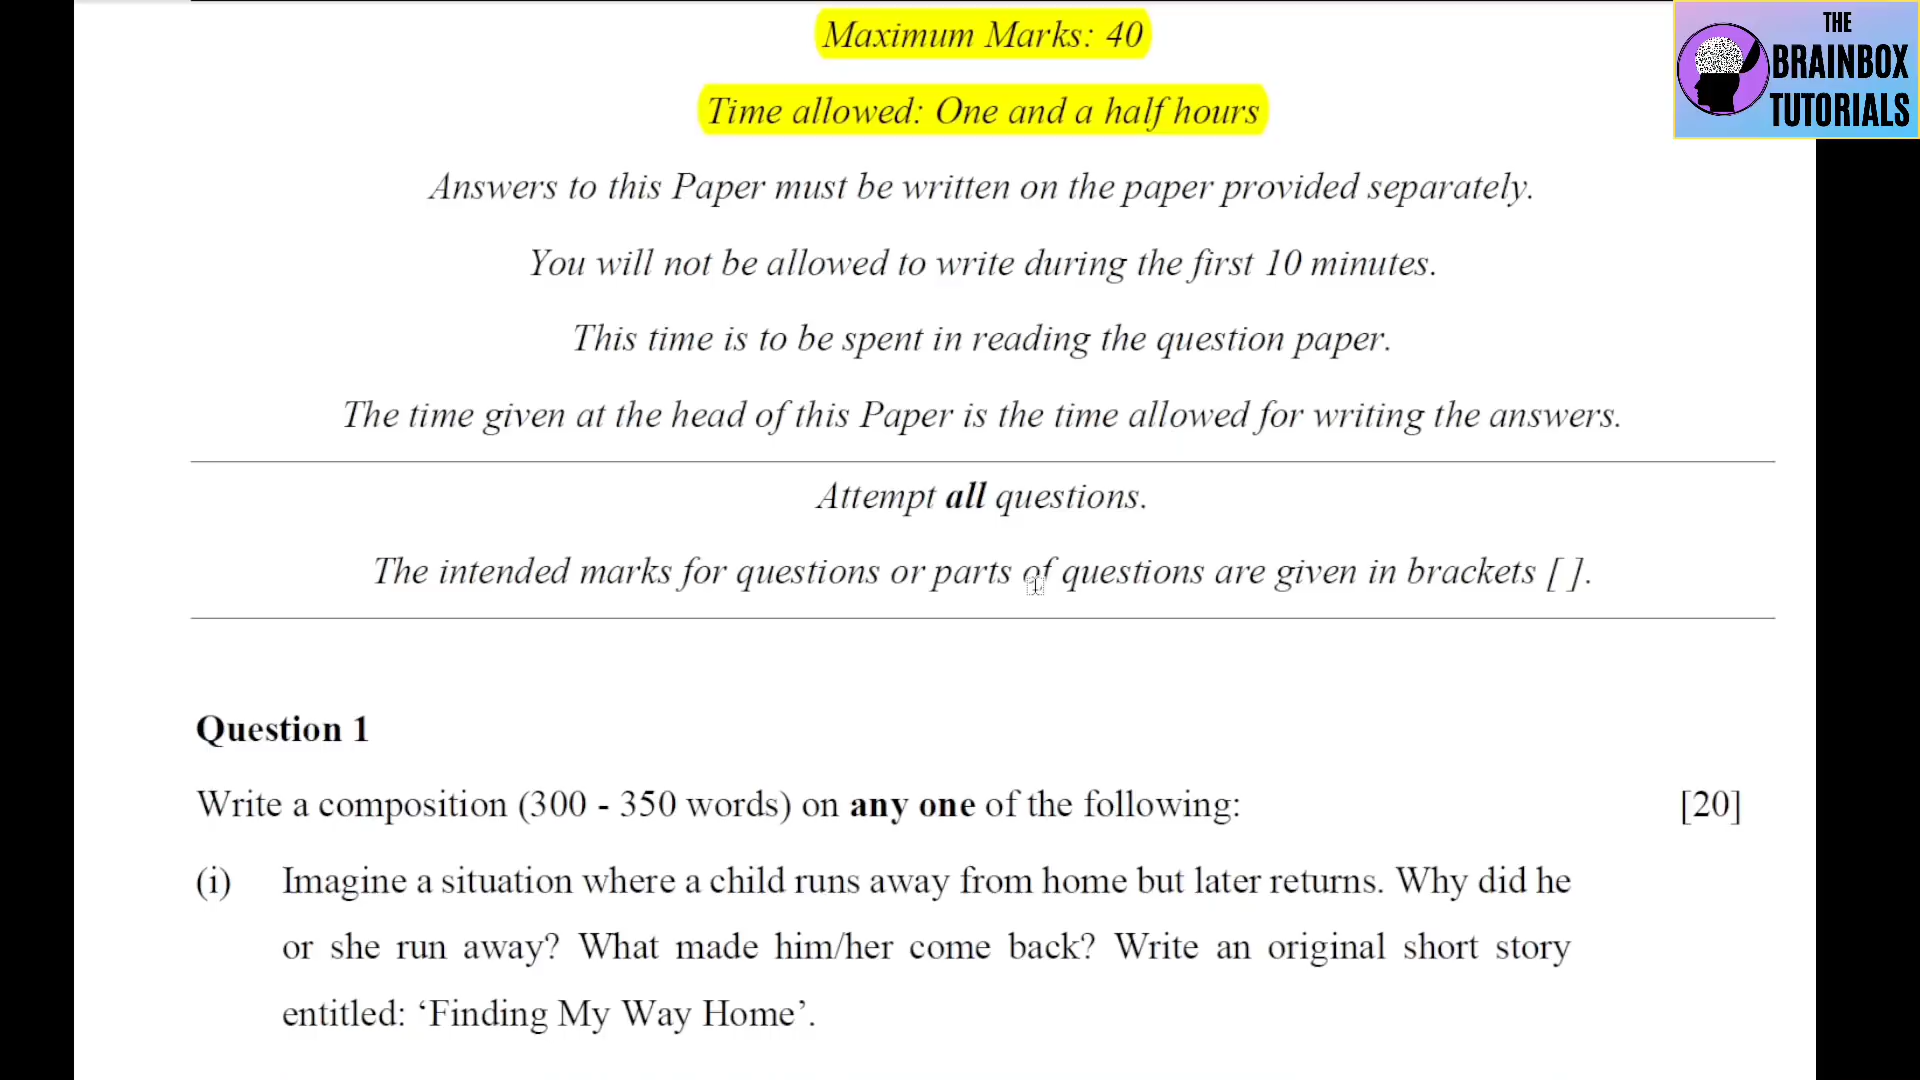 THE
BRAINBOX
TUTORIALS
Maximum Marks: 40
Time allowed: One and a half hours
Answers to this Paper must be written on the paper provided separately.
You will not be allowed to write during the first 10 minutes.
This time is to be spent in reading the question paper.
The time given at the head of this Paper is the time allowed for writing the answers.
Attempt all questions.
The intended marks for questions or parts of questions are given in brackets [ ].
Question 1
Write a composition (300 - 350 words) on any one of the following: [20]
(i) Imagine a situation where a child runs away from home but later returns. Why did he
or she run away? What made him/her come back? Write an original short story
entitled: ‘Finding My Way Home’.